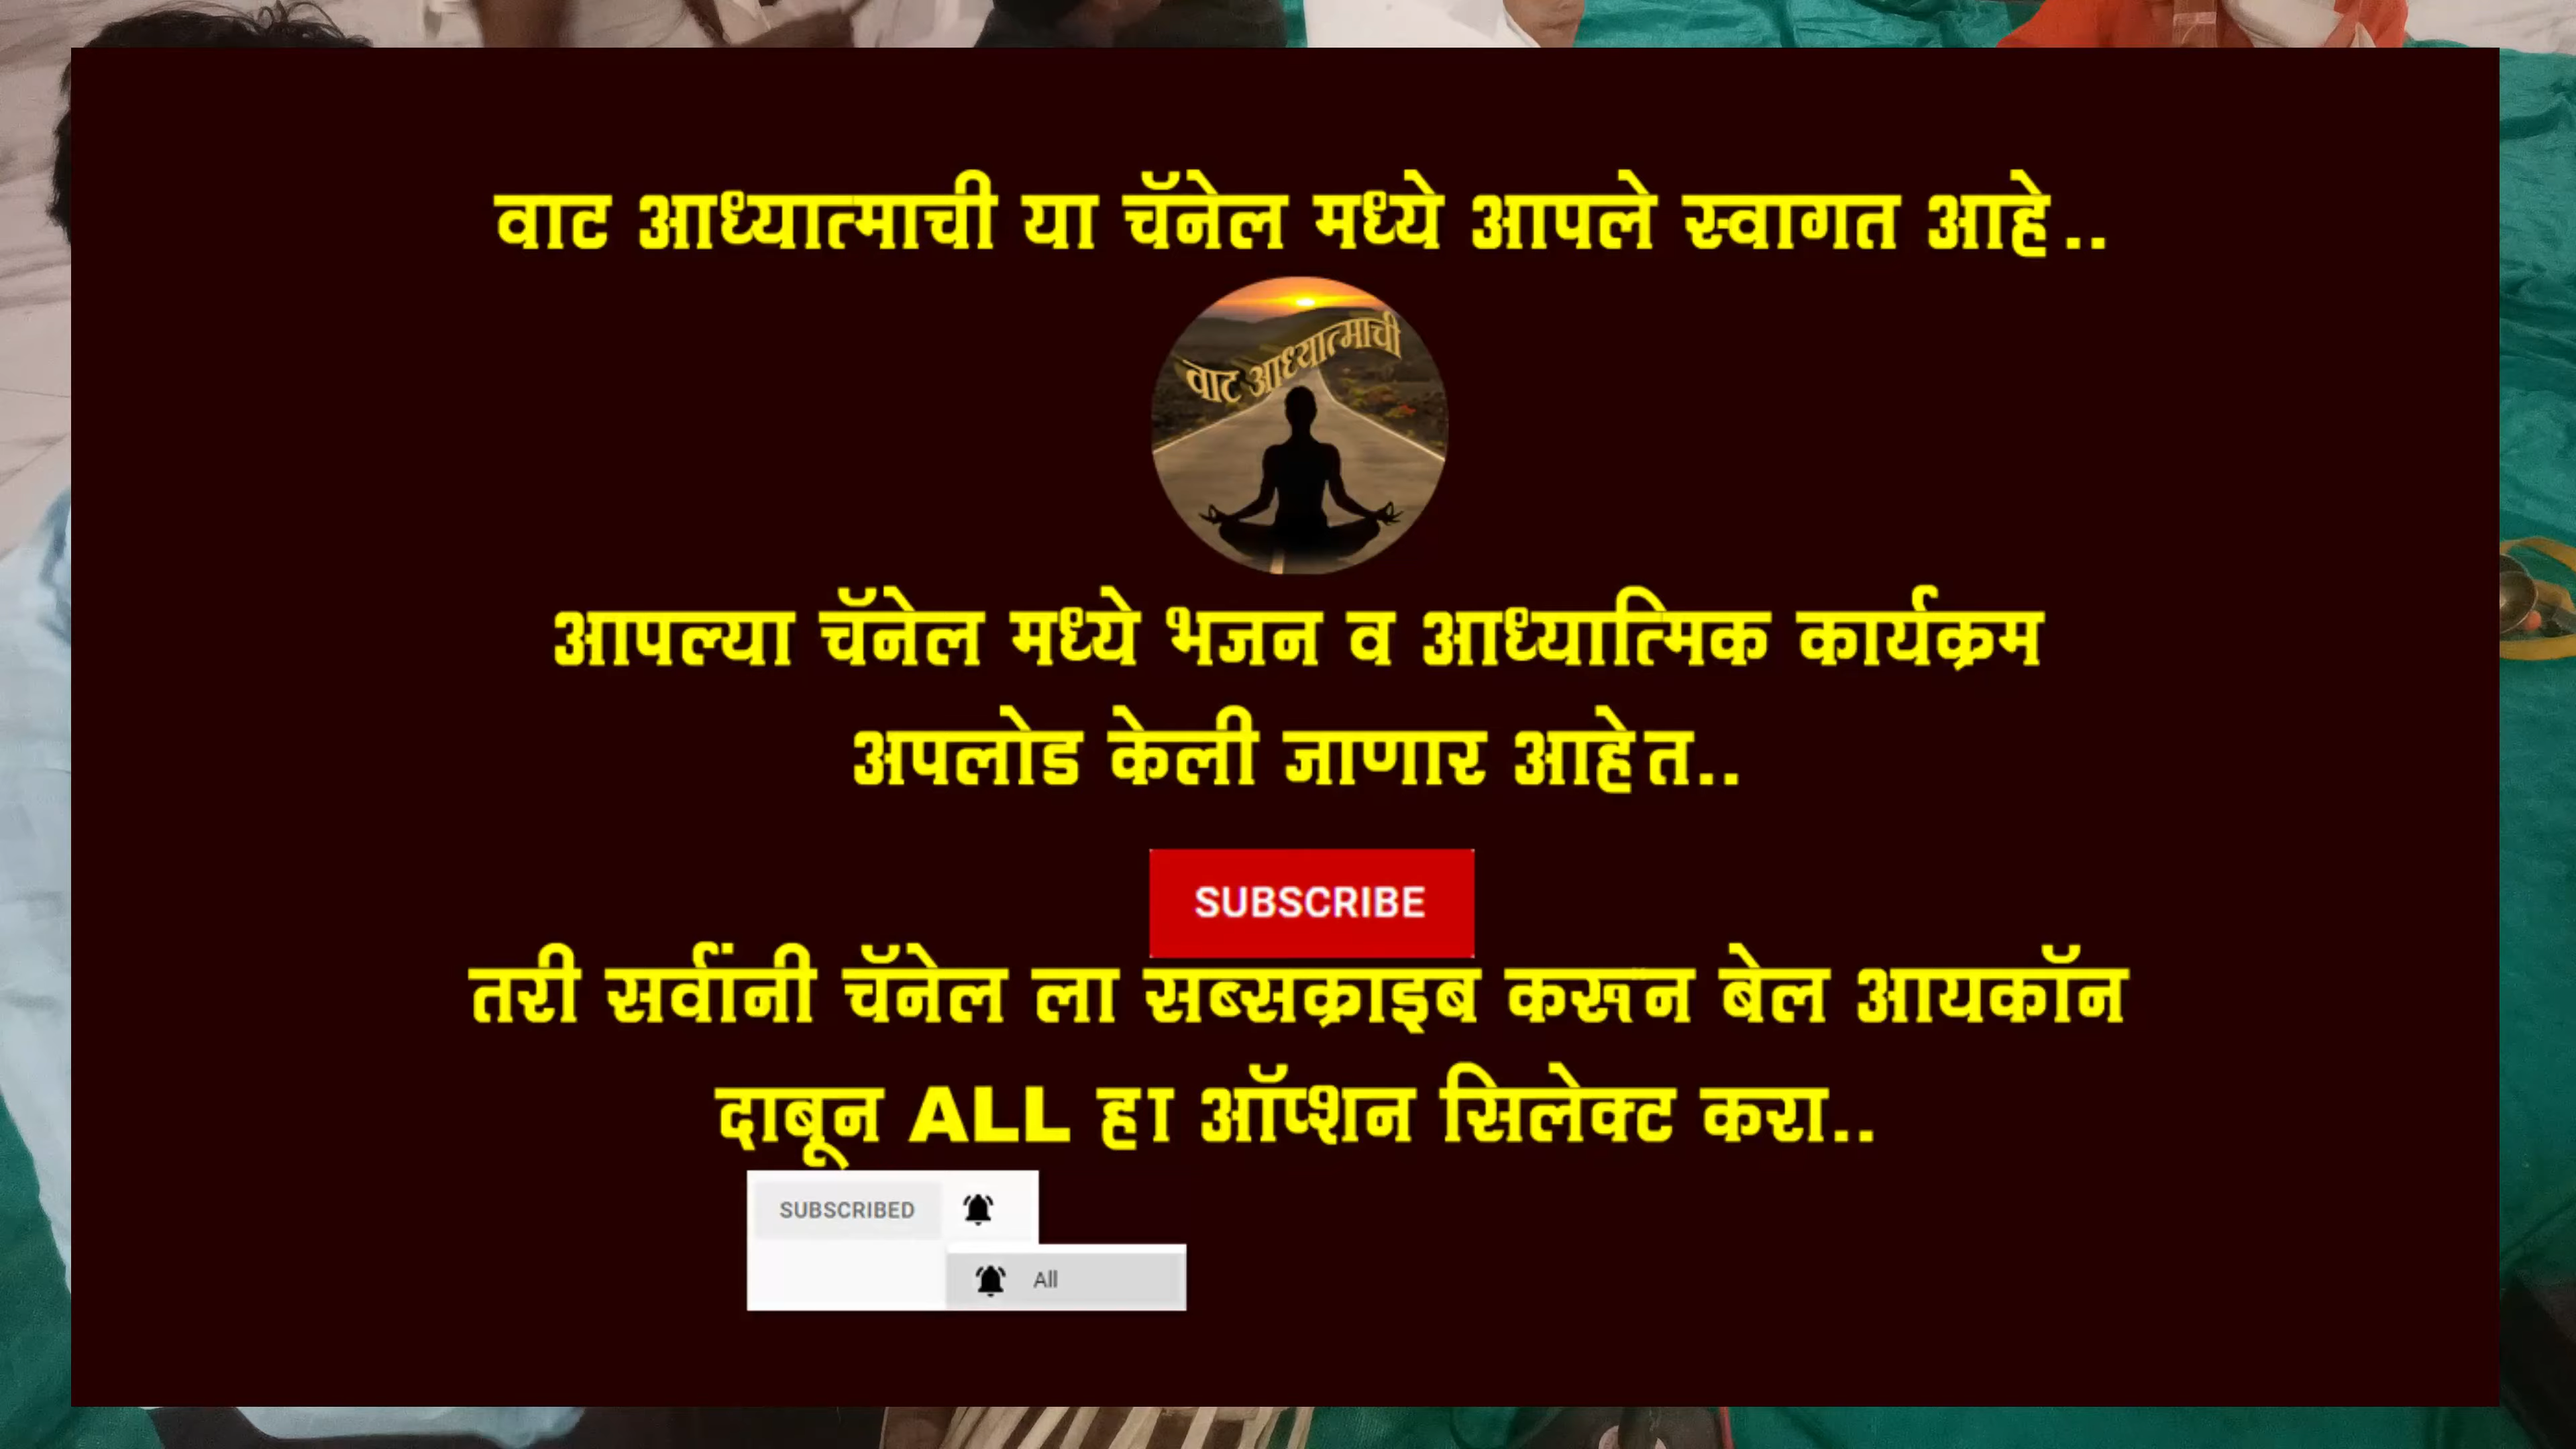 वाट आध्यात्माची या चॅनेल मध्ये आपले स्वागत आहे..
वाट आध्यात्माची
आपल्या चॅनेल मध्ये भजन व आध्यात्मिक कार्यक्रम
अपलोड केली जाणार आहेत..
SUBSCRIBE
तरी सर्वांनी चॅनेल ला सब्सक्राइब करून बेल आयकॉन
दाबून ALL हा ऑप्शन सिलेक्ट करा..
SUBSCRIBED
All